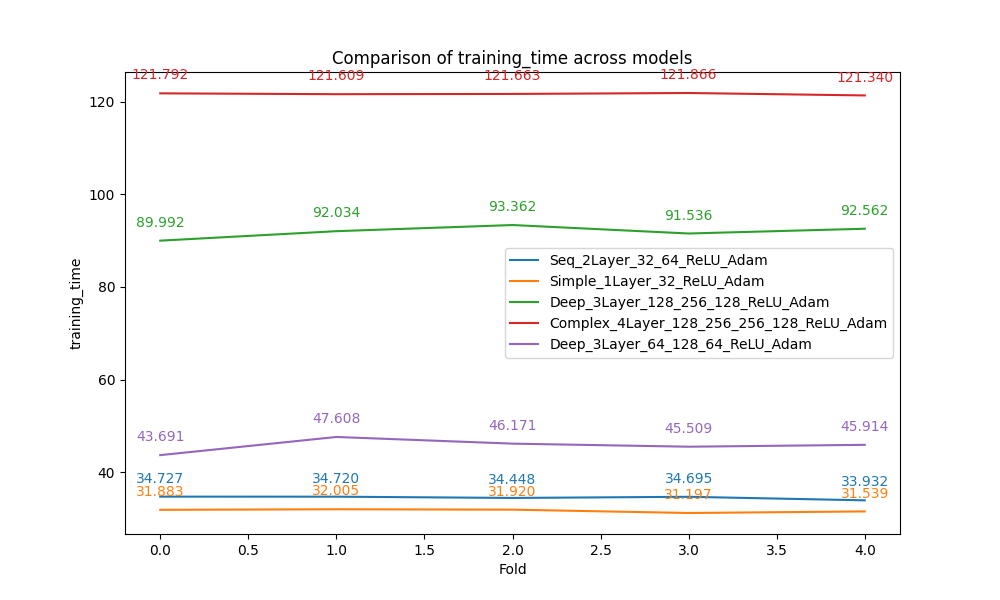 Comparison of training_time across models
training_time
120
100
80
60
40
121.792 121.609 121.663 121.866 121.340
89.992 92.034 93.362 91.536 92.562
Seq_2Layer_32_64_ReLU_Adam
Simple_1Layer_32_ReLU_Adam
Deep_3Layer_128_256_128_ReLU_Adam
Complex_4Layer_128_256_256_128_ReLU_Adam
Deep_3Layer_64_128_64_ReLU_Adam
43.691 47.608 46.171 45.509 45.914
34.727 34.720 34.448 34.695 33.932
31.883 32.005 31.920 31.197 31.539
0.0 0.5 1.0 1.5 2.0 2.5 3.0 3.5 4.0
Fold